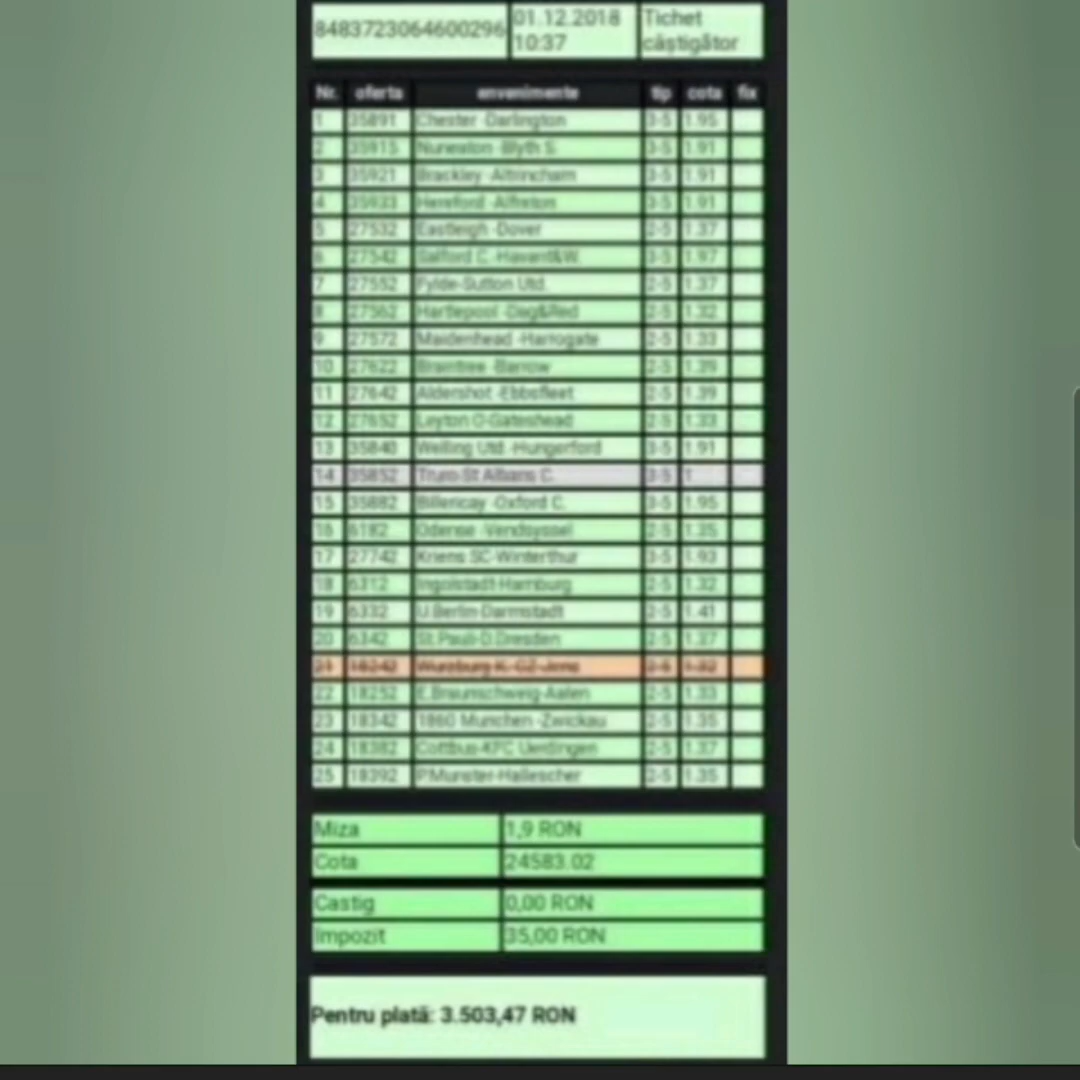 8483723064600296 01.12.2018 Tichet
10:37 câștigător
Nr. oferta envenimente tip cota fix
1 35891 Chester -Darlington 3-5 1.95
2 35915 Nuneaton -Blyth S 3-5 1.91
3 35921 Brackley -Altrincham 3-5 1.91
4 35933 Hereford -Alfreton 3-5 1.91
5 27532 Eastleigh -Dover 2-5 1.37
6 27542 Salford C. -Havant&W. 3-5 1.97
7 27552 Fylde-Sutton Utd. 2-5 1.37
8 27562 Hartlepool -Dag&Red 2-5 1.32
9 27572 Maidenhead -Harrogate 2-5 1.33
10 27622 Braintree -Barrow 2-5 1.39
11 27642 Aldershot -Ebbsfleet 2-5 1.39
12 27652 Leyton O-Gateshead 2-5 1.33
13 35840 Welling Utd -Hungerford 3-5 1.91
14 35852 Truro-St Albans C. 3-5 1
15 35882 Billericay -Oxford C. 3-5 1.95
16 6182 Odense -Vendsyssel 2-5 1.35
17 27742 Kriens SC-Winterthur 3-5 1.93
18 6312 Ingolstadt-Hamburg 2-5 1.32
19 6332 U.Berlin-Darmstadt 2-5 1.41
20 6342 St.Pauli-D.Dresden 2-5 1.37
21 18242 Wurzburg K.-CZ Jena 2-5 1.32
22 18252 E.Braunschweig-Aalen 2-5 1.33
23 18342 1860 Munchen -Zwickau 2-5 1.35
24 18382 Cottbus-KFC Uerdingen 2-5 1.37
25 18392 P.Munster-Hallescher 2-5 1.35
Miza 1,9 RON
Cota 24583.02
Castig 0,00 RON
Impozit 35,00 RON
Pentru plată: 3.503,47 RON